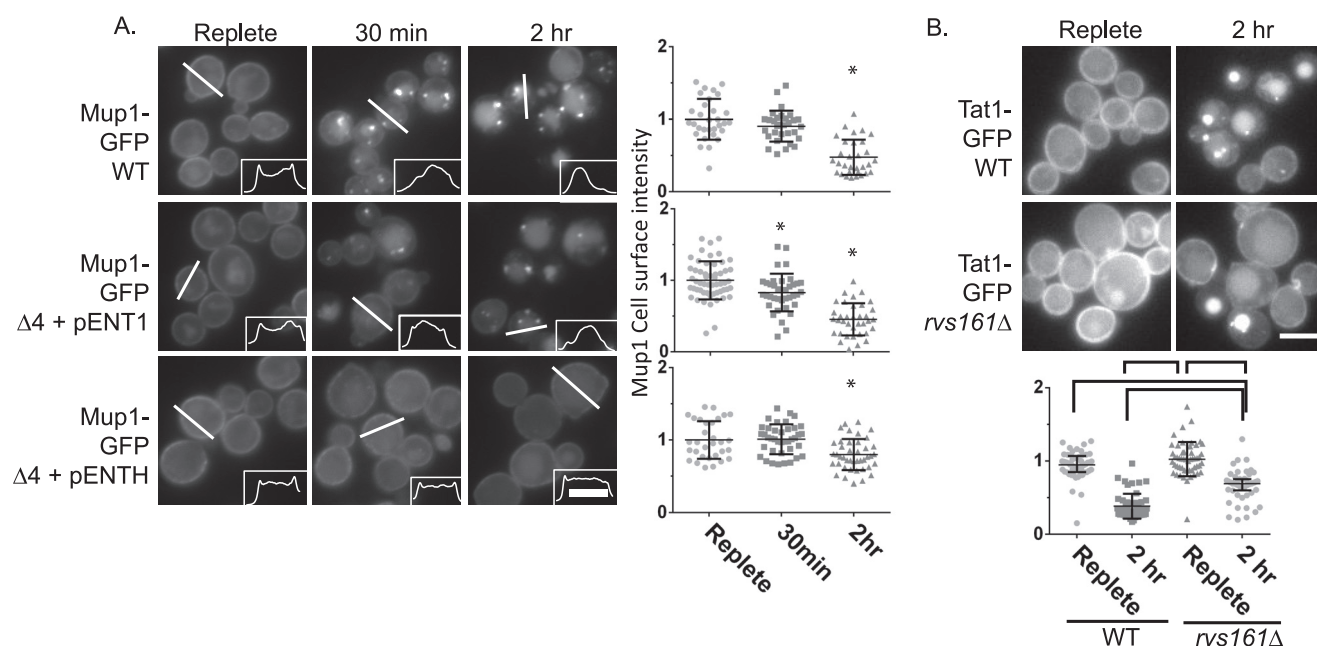 A.
Replete
30 min
2 hr
Mup1-
GFP
WT
Mup1-
GFP
Δ4 + pENT1
Mup1-
GFP
Δ4 + pENTH
Mup1 Cell surface intensity
2
1
0
*
2
1
0
*
*
2
1
0
*
Replete
30min
2hr
B.
Replete
2 hr
Tat1-
GFP
WT
Tat1-
GFP
rvs161Δ
2
1
0
Replete
2 hr
Replete
2 hr
WT
rvs161Δ